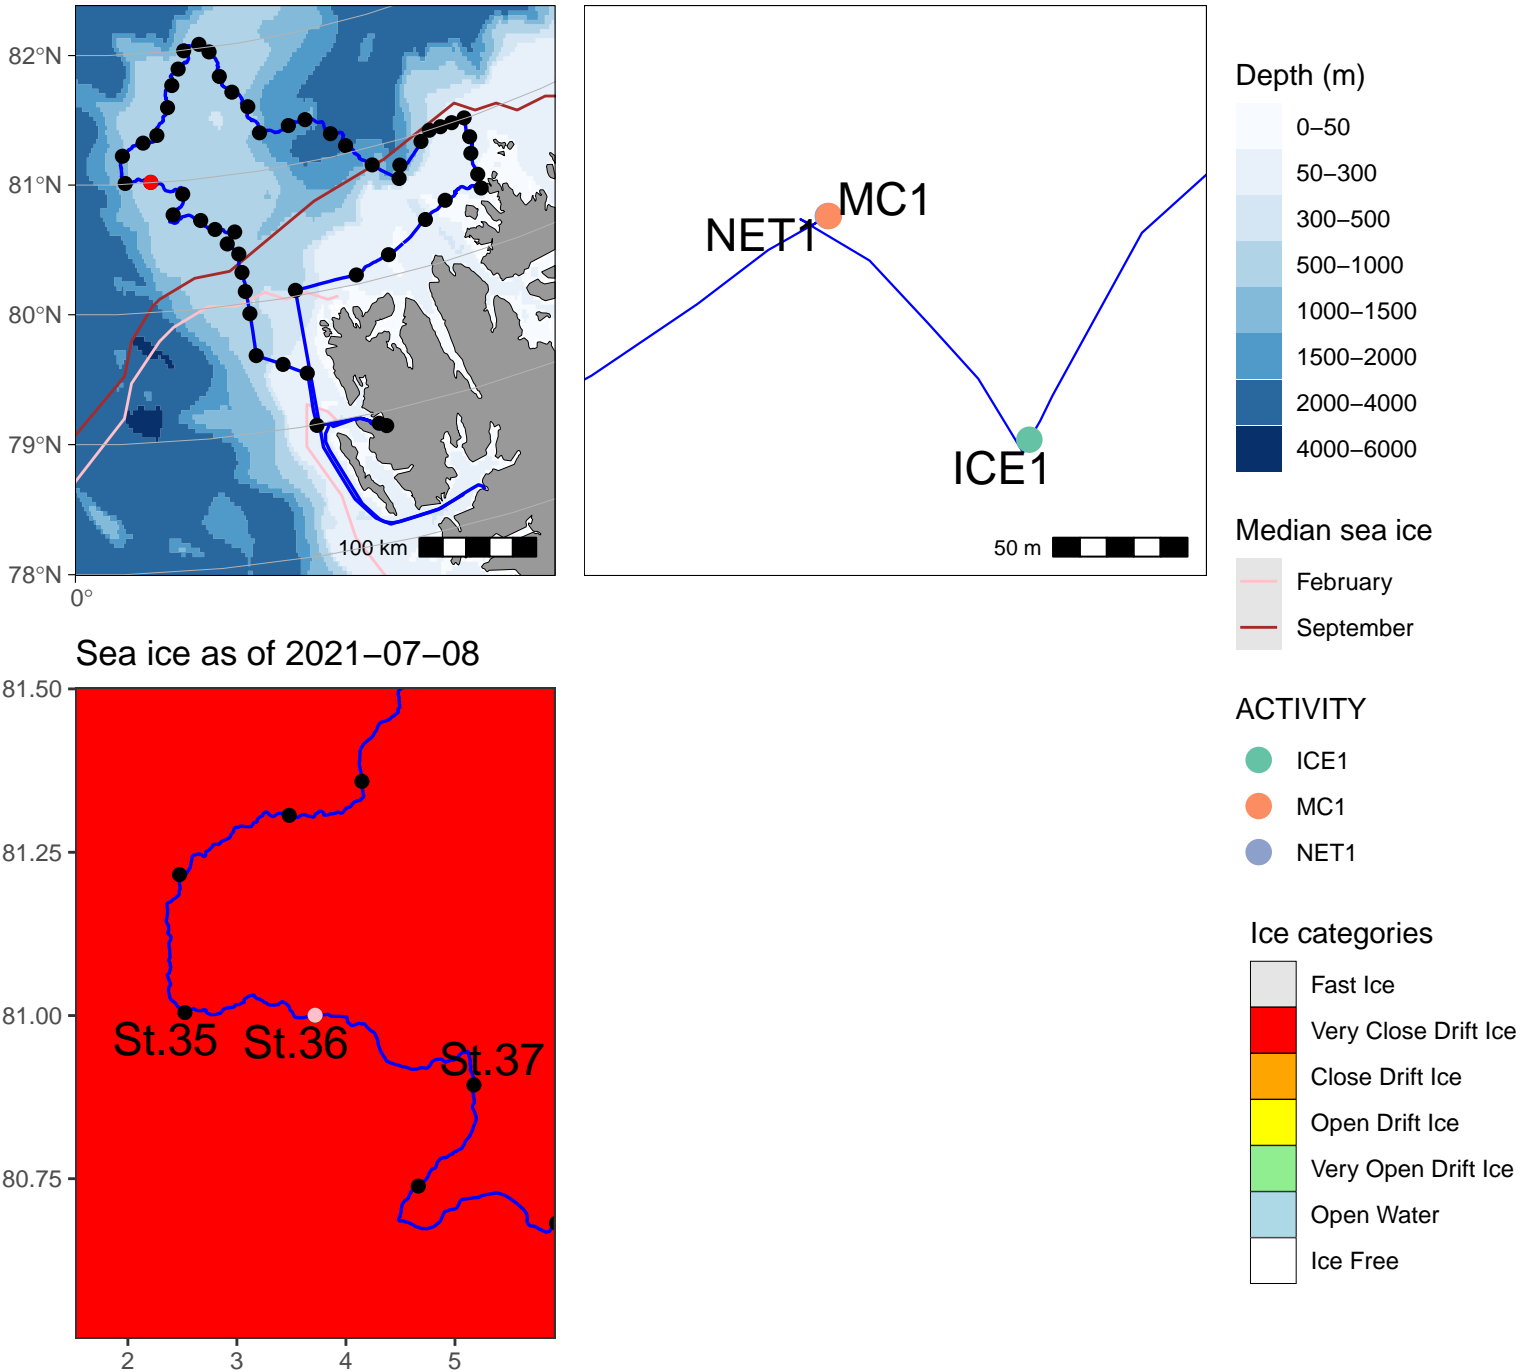 82°N
81°N
80°N
79°N
78°N
0°
100 km
MC1
NET1
ICE1
50 m
Depth (m)
0−50
50−300
300−500
500−1000
1000−1500
1500−2000
2000−4000
4000−6000
Median sea ice
February
September
ACTIVITY
ICE1
MC1
NET1
Ice categories
Fast Ice
Very Close Drift Ice
Close Drift Ice
Open Drift Ice
Very Open Drift Ice
Open Water
Ice Free
Sea ice as of 2021−07−08
81.50
81.25
81.00
80.75
St.35
St.36
St.37
2
3
4
5